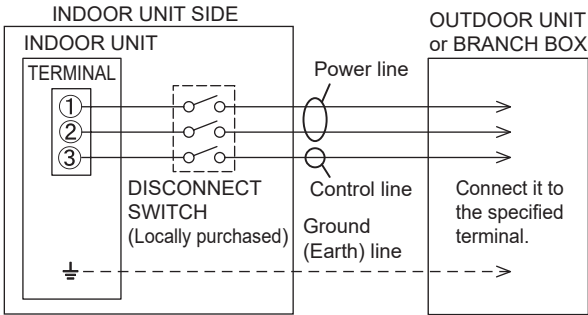 INDOOR UNIT SIDE
INDOOR UNIT
TERMINAL
①
②
③
DISCONNECT
SWITCH
(Locally purchased)
Power line
Control line
Ground
(Earth) line
OUTDOOR UNIT
or BRANCH BOX
Connect it to
the specified
terminal.